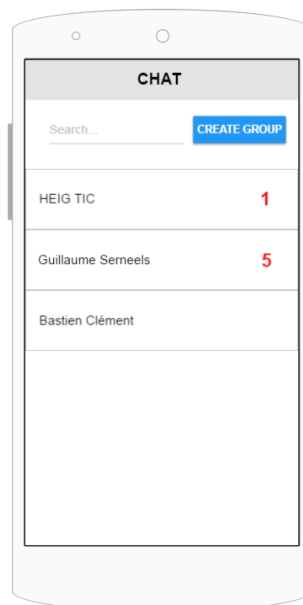 CHAT
Search... CREATE GROUP
HEIG TIC 1
Guillaume Serneels 5
Bastien Clément